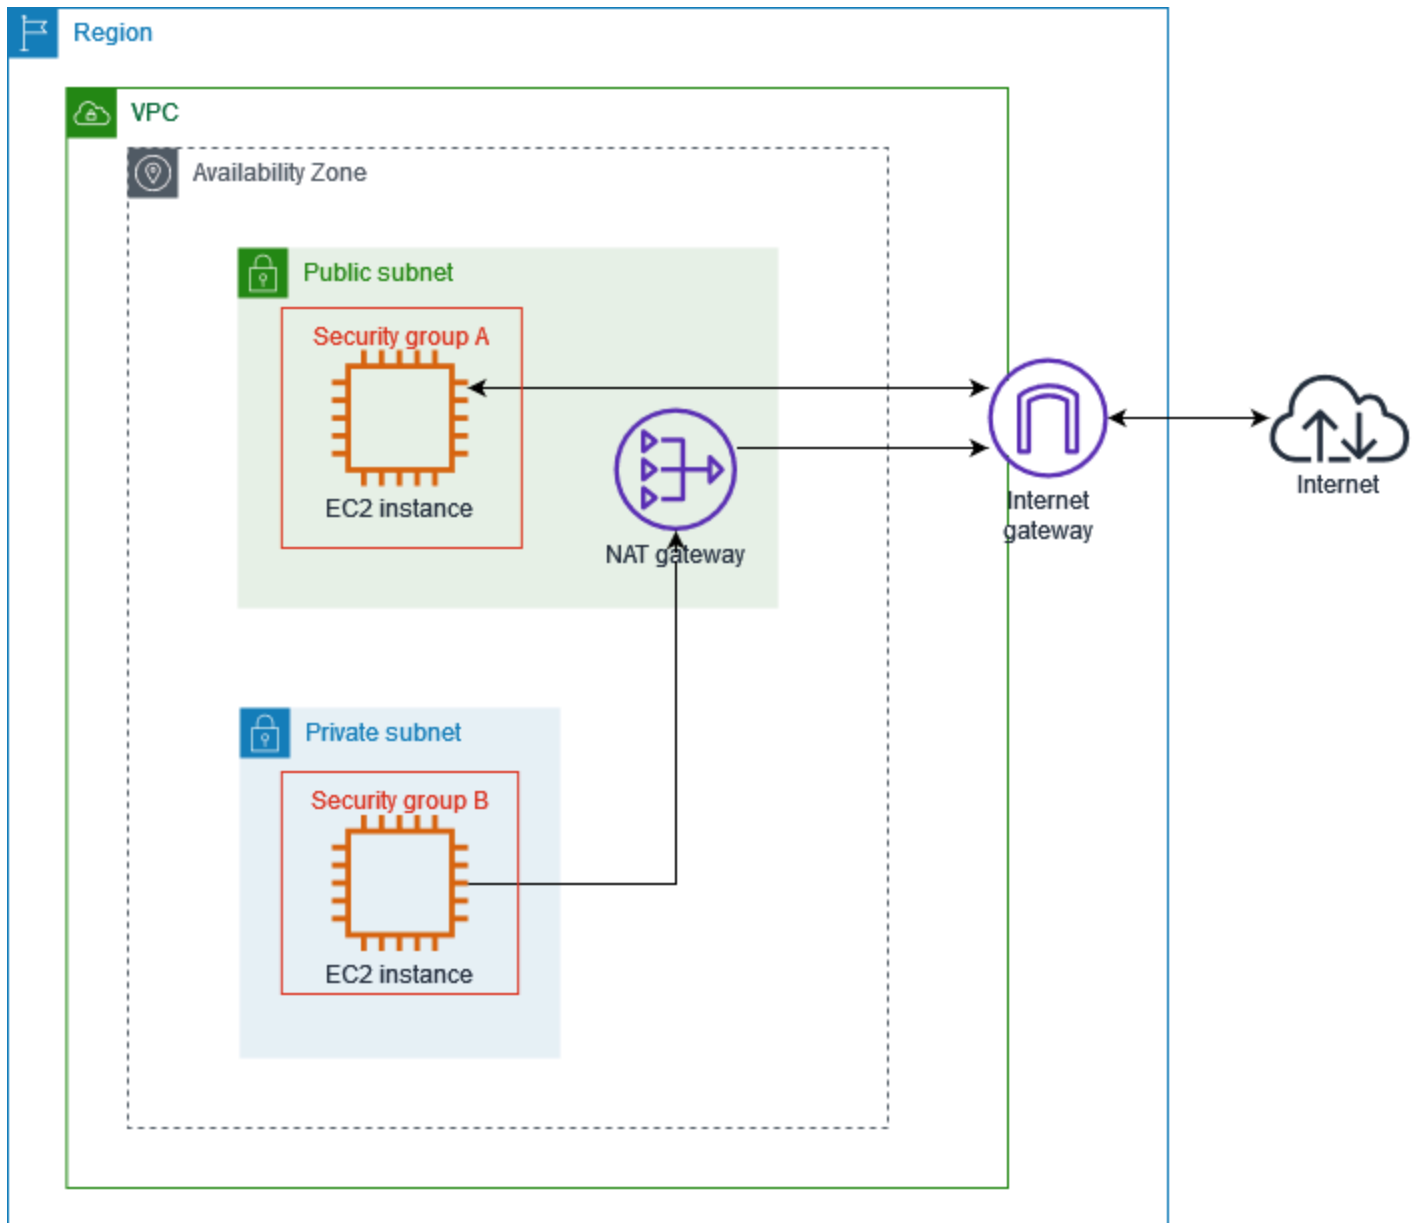 Region
VPC
Availability Zone
Public subnet
Security group A
EC2 instance
NAT gateway
Internet
gateway
Internet
Private subnet
Security group B
EC2 instance